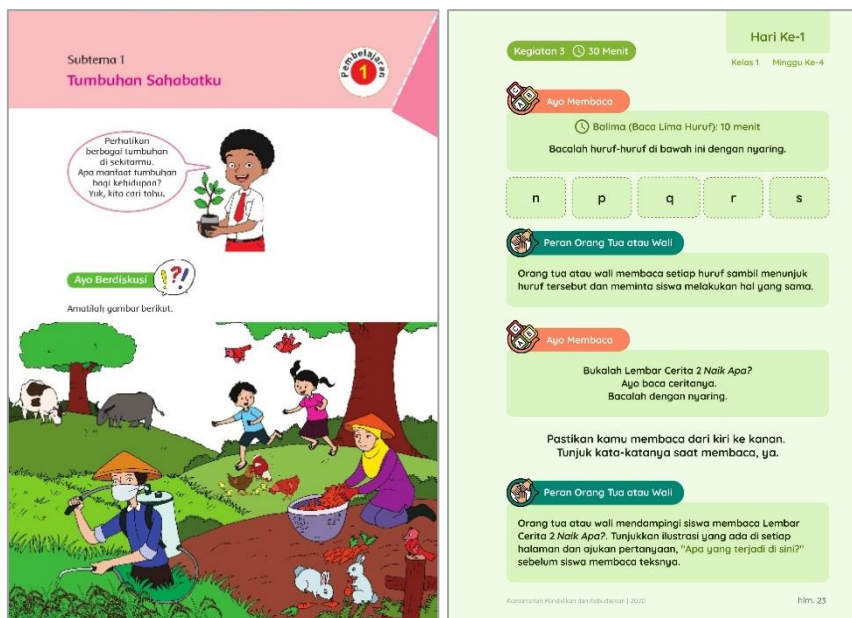 Subtema 1
Tumbuhan Sahabatku
Pembelajaran
1
Perhatikan
berbagai tumbuhan
di sekitarmu.
Apa manfaat tumbuhan
bagi kehidupan?
Yuk, kita cari tahu.
Ayo Berdiskusi
!?!
Amatilah gambar berikut.
Hari Ke-1
Kegiatan 3 30 Menit
Kelas 1 Minggu Ke-4
Ayo Membaca
Balima (Baca Lima Huruf): 10 menit
Bacalah huruf-huruf di bawah ini dengan nyaring.
n p q r s
Peran Orang Tua atau Wali
Orang tua atau wali membaca setiap huruf sambil menunjuk
huruf tersebut dan meminta siswa melakukan hal yang sama.
Ayo Membaca
Bukalah Lembar Cerita 2 Naik Apa?
Ayo baca ceritanya.
Bacalah dengan nyaring.
Pastikan kamu membaca dari kiri ke kanan.
Tunjuk kata-katanya saat membaca, ya.
Peran Orang Tua atau Wali
Orang tua atau wali mendampingi siswa membaca Lembar
Cerita 2 Naik Apa?. Tunjukkan ilustrasi yang ada di setiap
halaman dan ajukan pertanyaan, "Apa yang terjadi di sini?"
sebelum siswa membaca teksnya.
Kementerian Pendidikan dan Kebudayaan | 2020
hlm. 23